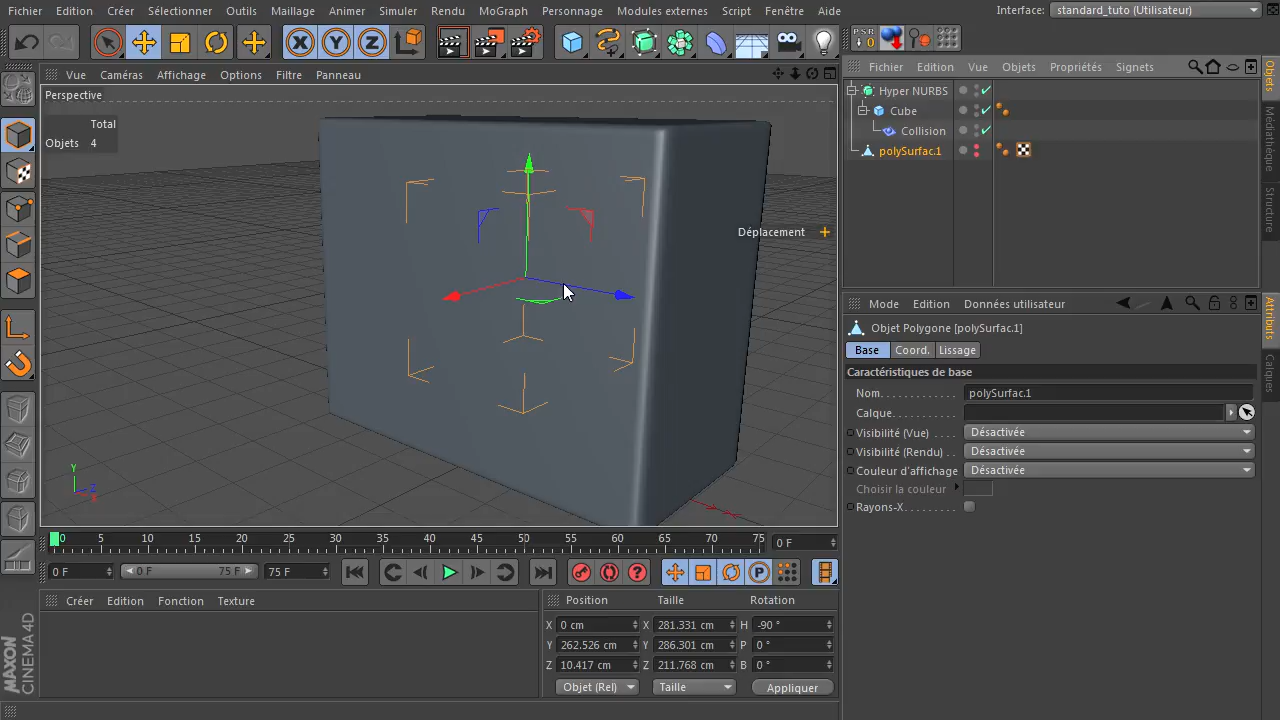 Fichier Edition Créer Sélectionner Outils Maillage Animer Simuler Rendu MoGraph Personnage Modules externes Script Fenêtre Aide Interface: standard_tuto (Utilisateur)
PSR
0
Vue Caméras Affichage Options Filtre Panneau
Fichier Edition Vue Objets Propriétés Signets
Perspective
Total
Objets 4
Hyper NURBS
Cube
Collision
polySurfac.1
Déplacement
Objets
Médiathèque
Structure
Mode Edition Données utilisateur
Objet Polygone [polySurfac.1]
Base Coord. Lissage
Caractéristiques de base
Nom polySurfac.1
Calque
Visibilité (Vue) Désactivée
Visibilité (Rendu) Désactivée
Couleur d'affichage Désactivée
Choisir la couleur
Rayons-X
Attributs
Calques
Y
Z
X
0 5 10 15 20 25 30 35 40 45 50 55 60 65 70 75
0 F
0 F 0 F 75 F 75 F
Créer Edition Fonction Texture
Position Taille Rotation
X 0 cm X 281.331 cm H -90 °
Y 262.526 cm Y 286.301 cm P 0 °
Z 10.417 cm Z 211.768 cm B 0 °
Objet (Rel) Taille Appliquer
MAXON
CINEMA 4D